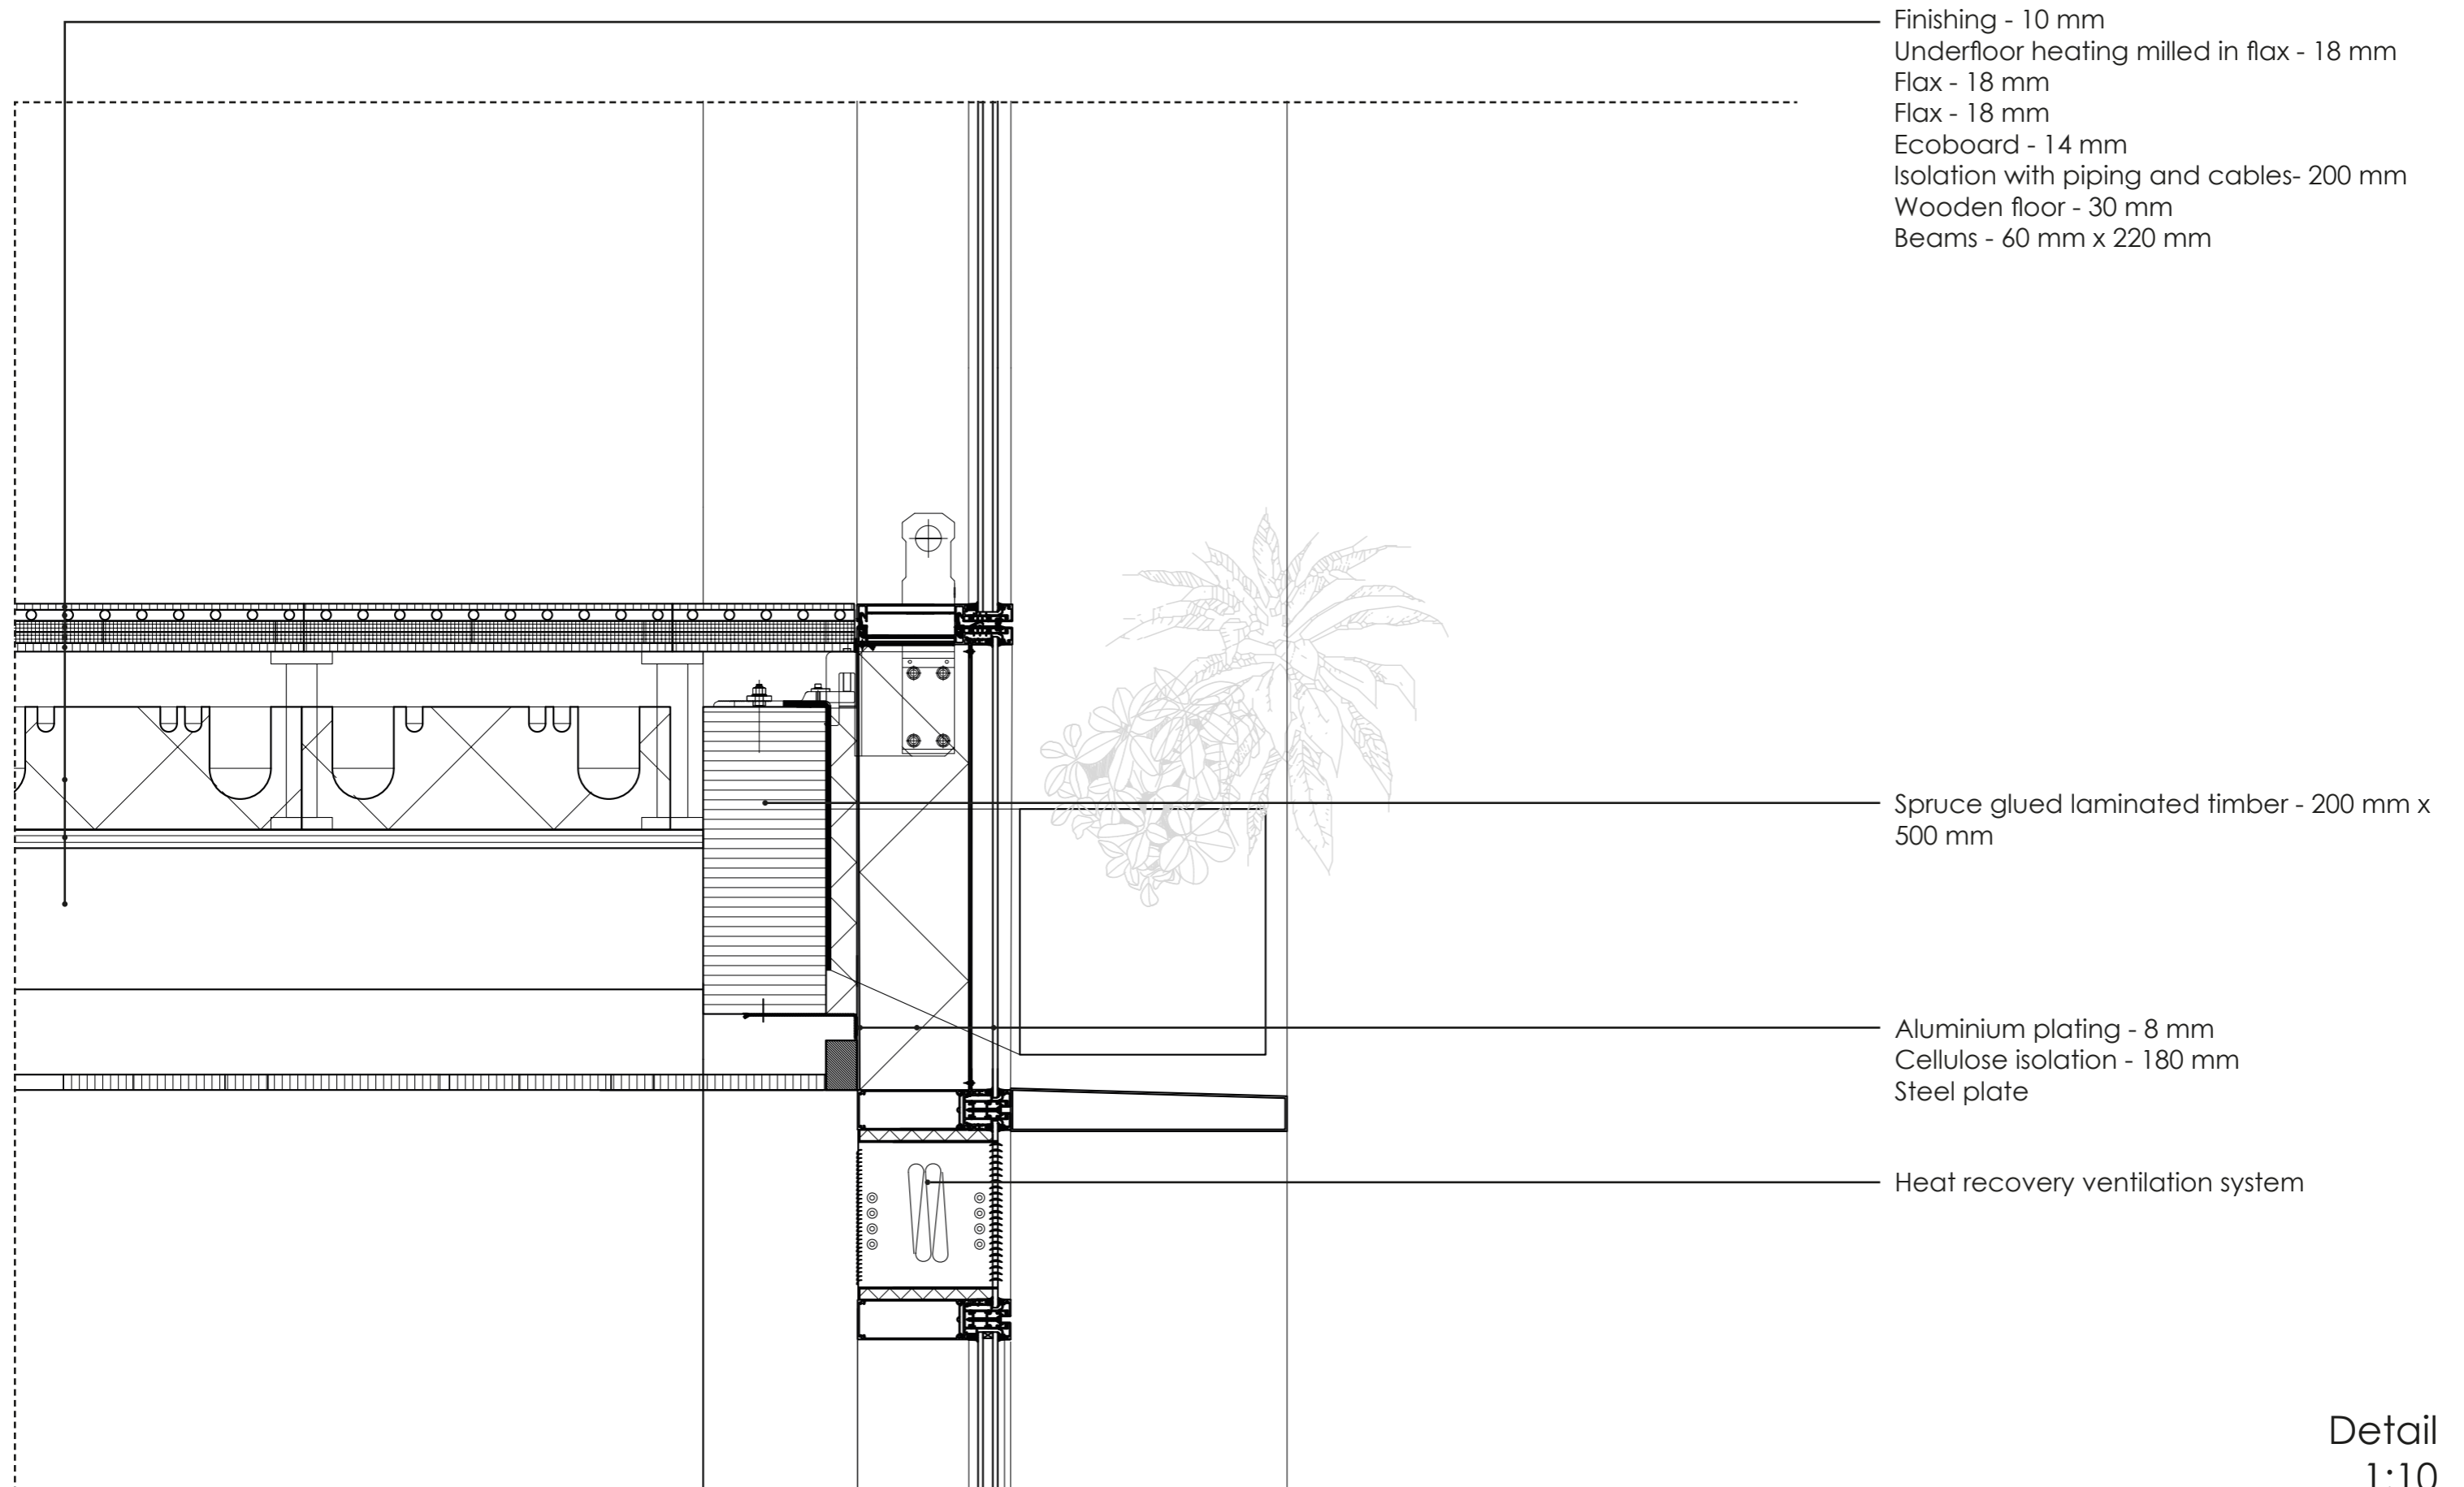 Finishing - 10 mm
Underfloor heating milled in flax - 18 mm
Flax - 18 mm
Flax - 18 mm
Ecoboard - 14 mm
Isolation with piping and cables- 200 mm
Wooden floor - 30 mm
Beams - 60 mm x 220 mm
Spruce glued laminated timber - 200 mm x
500 mm
Aluminium plating - 8 mm
Cellulose isolation - 180 mm
Steel plate
Heat recovery ventilation system
Detail
1:10